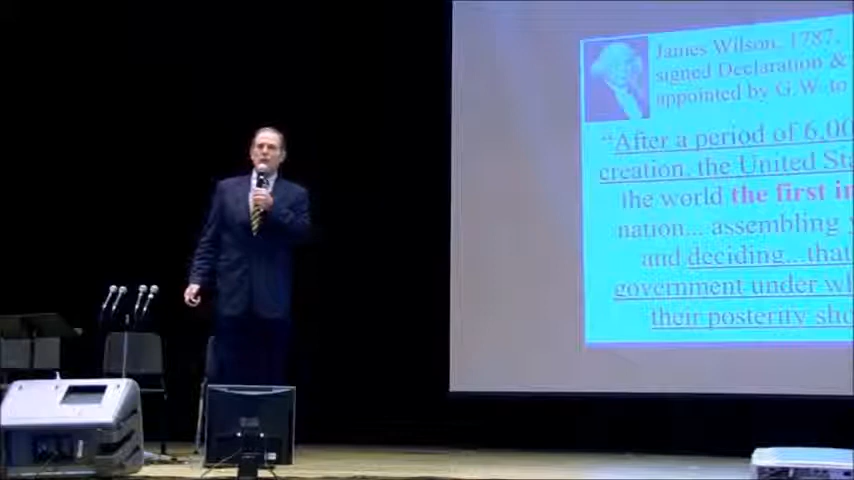 James Wilson, 1787,
signed Declaration &
appointed by G.W. to
"After a period of 6,00
creation, the United Sta
the world the first in
nation... assembling
and deciding...that
government under wh
their posterity sho